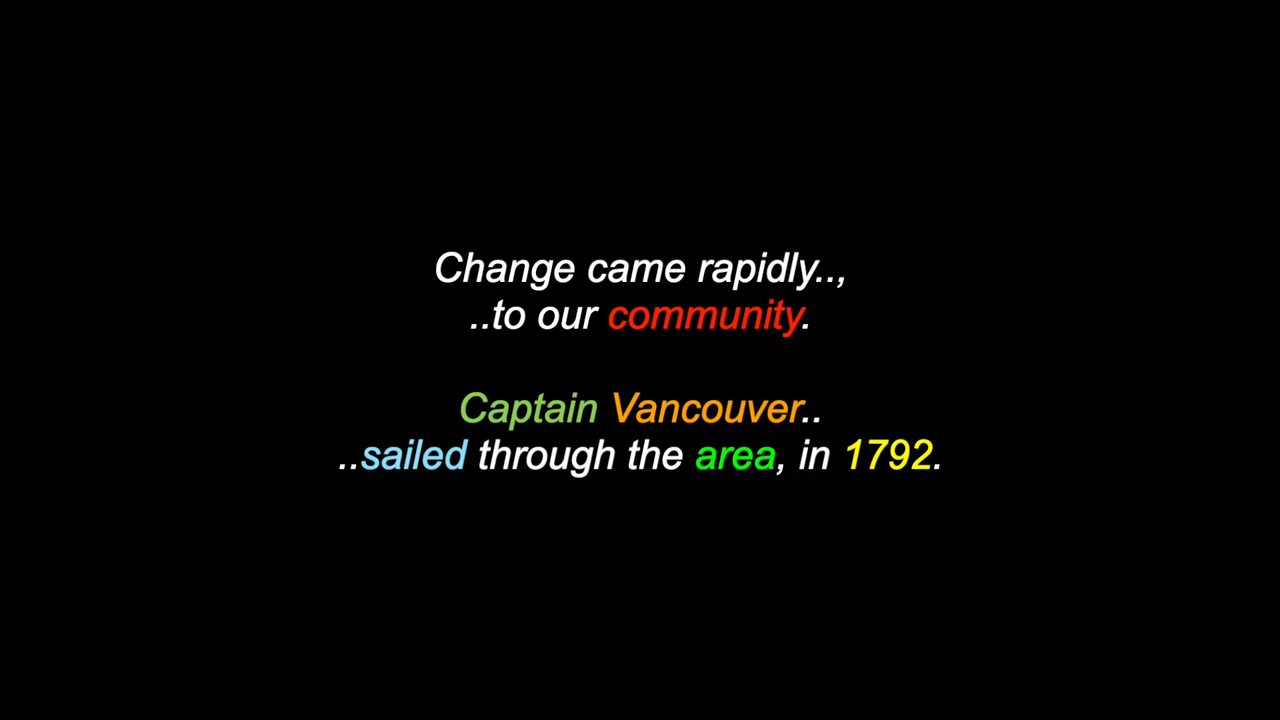 Change came rapidly..,
..to our community.
Captain Vancouver..
..sailed through the area, in 1792.